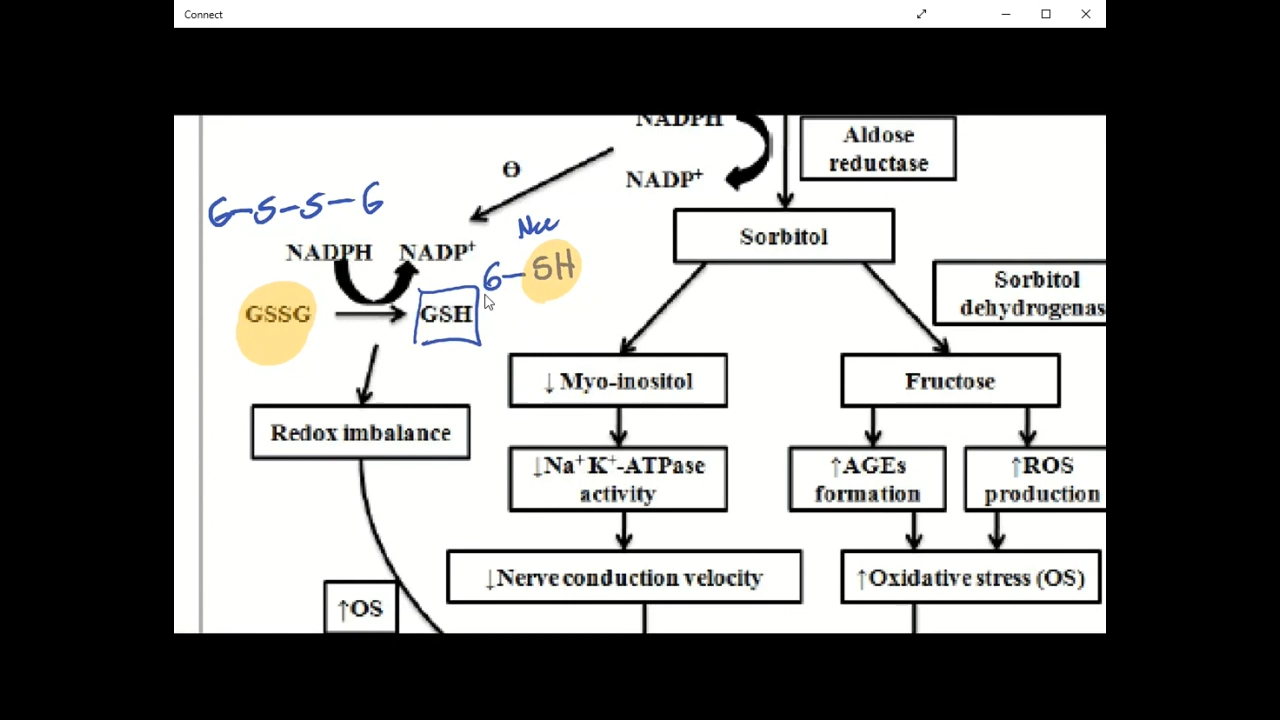 Connect
NADPH
Aldose
reductase
NADP⁺
Ɵ
G-S-S-G
NADPH
NADP⁺
G-SH
GSSG
GSH
Sorbitol
Sorbitol
dehydrogenas
↓ Myo-inositol
Fructose
Redox imbalance
↓Na⁺K⁺-ATPase
activity
↑AGEs
formation
↑ROS
production
↓Nerve conduction velocity
↑Oxidative stress (OS)
↑OS